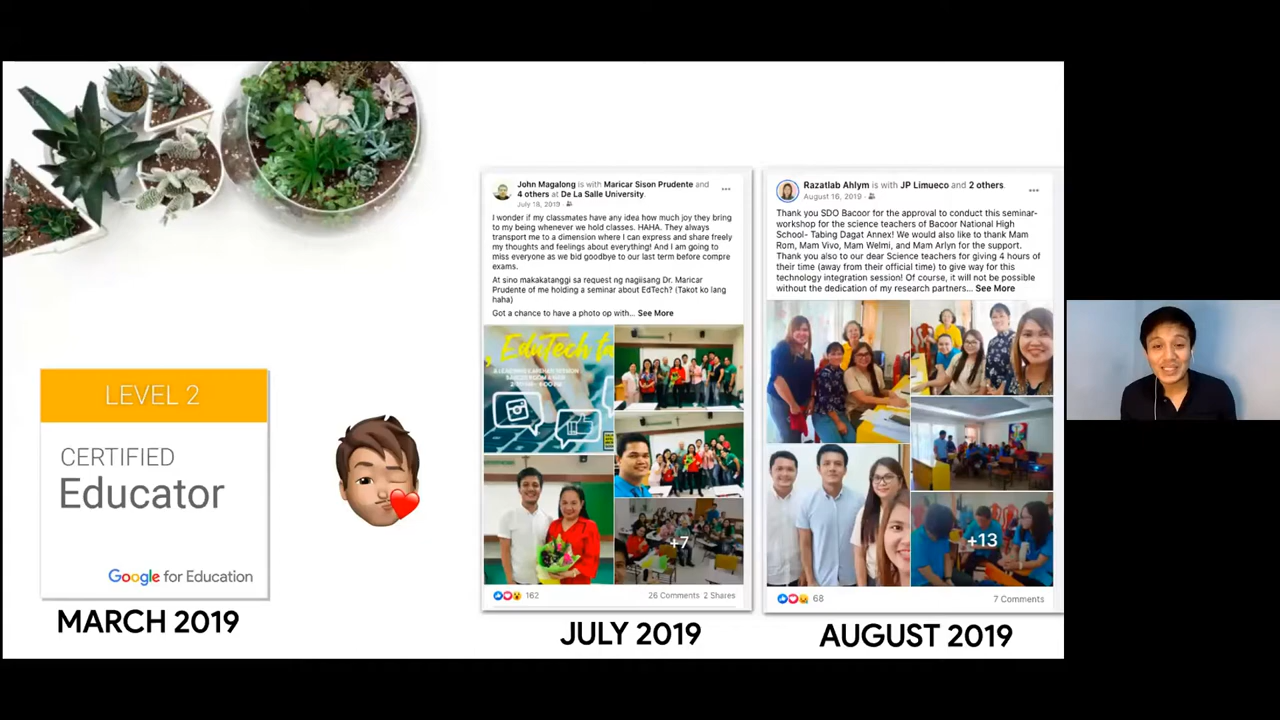 John Magalong is with Maricar Sison Prudente and
4 others at De La Salle University.
July 18, 2019
I wonder if my classmates have any idea how much joy they bring
to my being whenever we hold classes. HAHA. They always
transport me to a dimension where I can express and share freely
my thoughts and feelings about everything! And I am going to
miss everyone as we bid goodbye to our last term before compre
exams.
At sino makakatanggi sa request ng nagiisang Dr. Maricar
Prudente of me holding a seminar about EdTech? (Takot ko lang
haha)
Got a chance to have a photo op with... See More
, EduTech ta
+7
162
26 Comments 2 Shares
JULY 2019
Razatlab Ahlym is with JP Limueco and 2 others.
August 16, 2019
Thank you SDO Bacoor for the approval to conduct this seminar-
workshop for the science teachers of Bacoor National High
School- Tabing Dagat Annex! We would also like to thank Mam
Rom, Mam Vivo, Mam Welmi, and Mam Arlyn for the support.
Thank you also to our dear Science teachers for giving 4 hours of
their time (away from their official time) to give way for this
technology integration session! Of course, it will not be possible
without the dedication of my research partners... See More
+13
68
7 Comments
AUGUST 2019
LEVEL 2
CERTIFIED
Educator
Google for Education
MARCH 2019